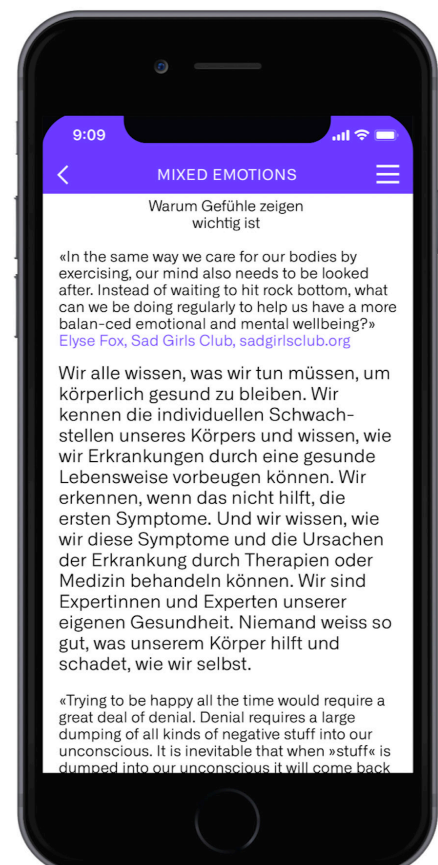 9:09
MIXED EMOTIONS
Warum Gefühle zeigen
wichtig ist
«In the same way we care for our bodies by
exercising, our mind also needs to be looked
after. Instead of waiting to hit rock bottom, what
can we be doing regularly to help us have a more
balan-ced emotional and mental wellbeing?»
Elyse Fox, Sad Girls Club, sadgirlsclub.org
Wir alle wissen, was wir tun müssen, um
körperlich gesund zu bleiben. Wir
kennen die individuellen Schwach-
stellen unseres Körpers und wissen, wie
wir Erkrankungen durch eine gesunde
Lebensweise vorbeugen können. Wir
erkennen, wenn das nicht hilft, die
ersten Symptome. Und wir wissen, wie
wir diese Symptome und die Ursachen
der Erkrankung durch Therapien oder
Medizin behandeln können. Wir sind
Expertinnen und Experten unserer
eigenen Gesundheit. Niemand weiss so
gut, was unserem Körper hilft und
schadet, wie wir selbst.
«Trying to be happy all the time would require a
great deal of denial. Denial requires a large
dumping of all kinds of negative stuff into our
unconscious. It is inevitable that when »stuff« is
dumped into our unconscious it will come back